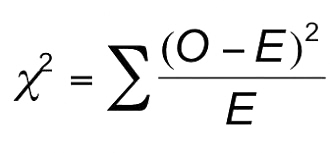 χ² = ∑ (O – E)² / E